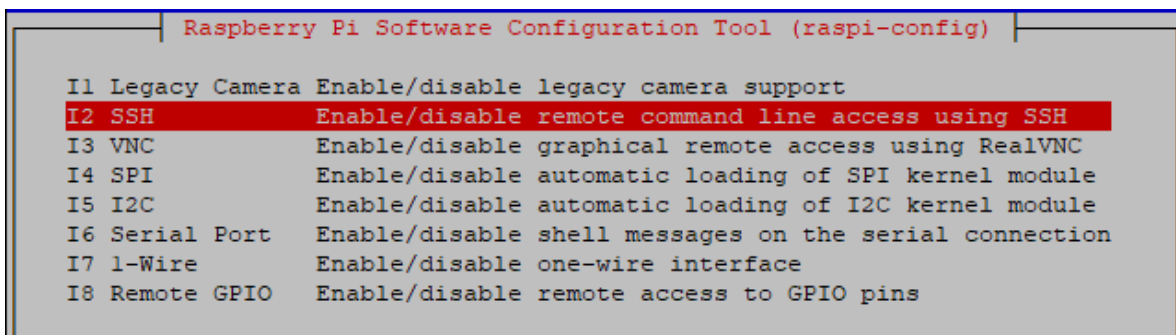 Raspberry Pi Software Configuration Tool (raspi-config)
I1 Legacy Camera Enable/disable legacy camera support
I2 SSH Enable/disable remote command line access using SSH
I3 VNC Enable/disable graphical remote access using RealVNC
I4 SPI Enable/disable automatic loading of SPI kernel module
I5 I2C Enable/disable automatic loading of I2C kernel module
I6 Serial Port Enable/disable shell messages on the serial connection
I7 1-Wire Enable/disable one-wire interface
I8 Remote GPIO Enable/disable remote access to GPIO pins